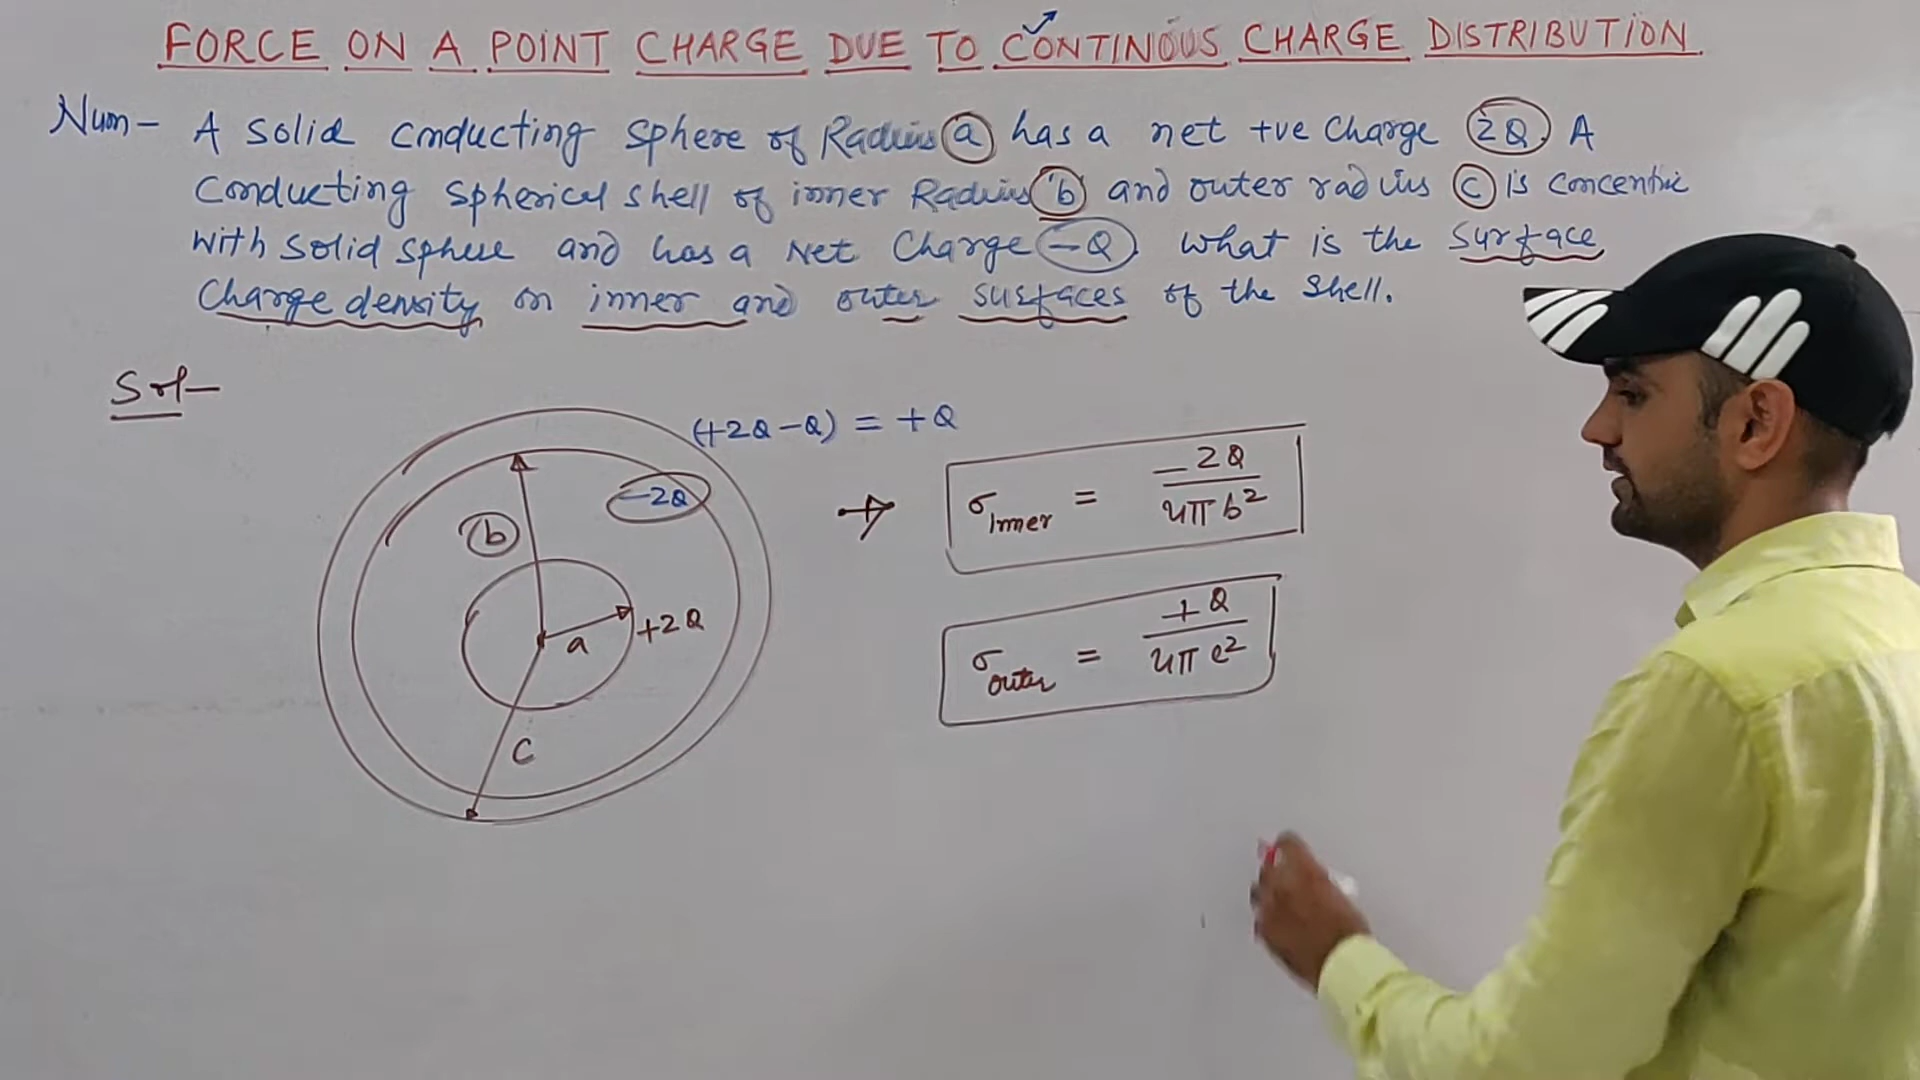 FORCE ON A POINT CHARGE DUE TO CONTINOUS CHARGE DISTRIBUTION
Num- A Solid Conducting Sphere of Radius a has a net +ve Charge 2Q. A
Conducting Spherical shell of inner Radius 'b' and outer radius c is concentric
with solid sphere and has a Net Charge -Q. What is the surface
Charge density on inner and outer surfaces of the shell.
Sol-
(+2Q-Q) = +Q
-2Q
b
a
+2Q
C
σ inner = -2Q / 4πb²
σ outer = +Q / 4πc²